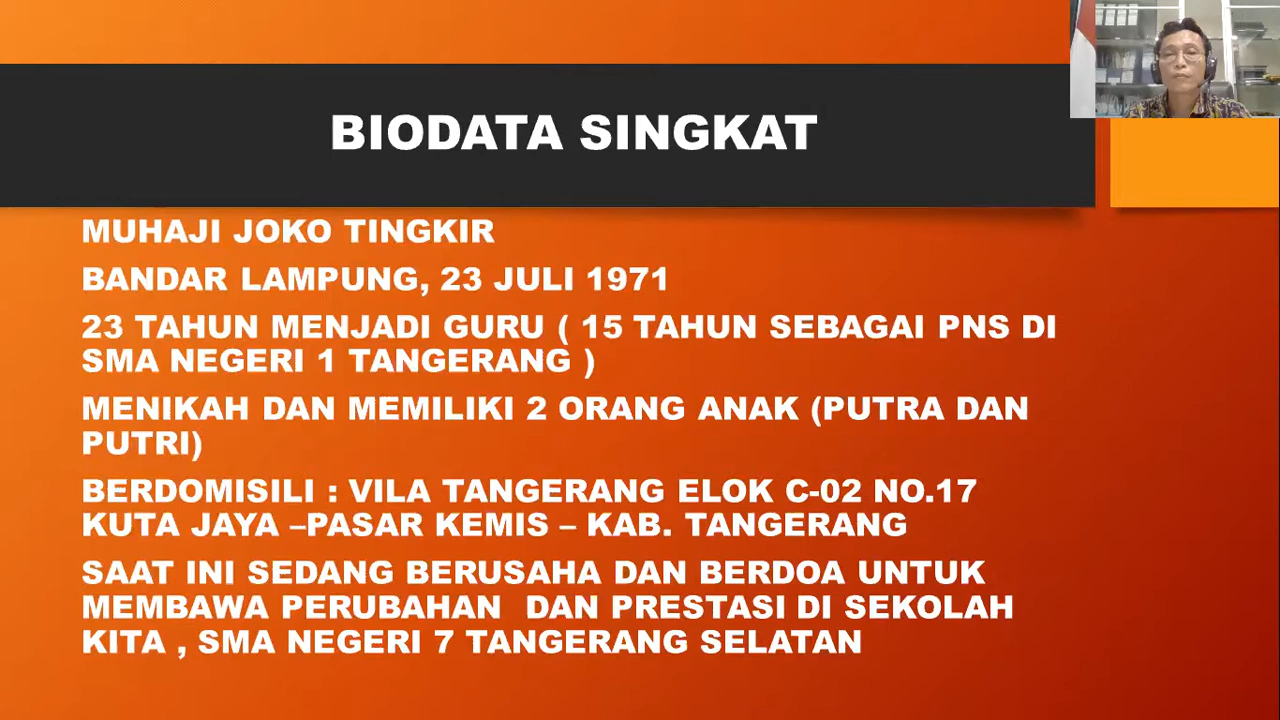 BIODATA SINGKAT
MUHAJI JOKO TINGKIR
BANDAR LAMPUNG, 23 JULI 1971
23 TAHUN MENJADI GURU ( 15 TAHUN SEBAGAI PNS DI
SMA NEGERI 1 TANGERANG )
MENIKAH DAN MEMILIKI 2 ORANG ANAK (PUTRA DAN
PUTRI)
BERDOMISILI : VILA TANGERANG ELOK C-02 NO.17
KUTA JAYA –PASAR KEMIS – KAB. TANGERANG
SAAT INI SEDANG BERUSAHA DAN BERDOA UNTUK
MEMBAWA PERUBAHAN  DAN PRESTASI DI SEKOLAH
KITA , SMA NEGERI 7 TANGERANG SELATAN